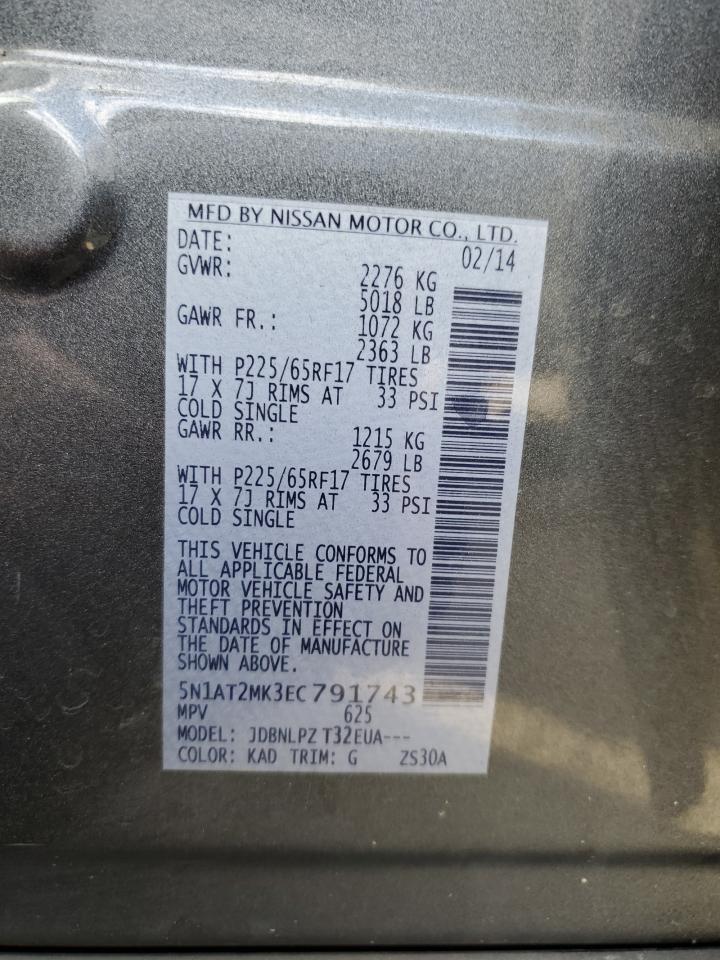 MFD BY NISSAN MOTOR CO., LTD.
DATE: 02/14
GVWR: 2276 KG
5018 LB
GAWR FR.: 1072 KG
2363 LB
WITH P225/65RF17 TIRES
17 X 7J RIMS AT 33 PSI
COLD SINGLE
GAWR RR.: 1215 KG
2679 LB
WITH P225/65RF17 TIRES
17 X 7J RIMS AT 33 PSI
COLD SINGLE
THIS VEHICLE CONFORMS TO
ALL APPLICABLE FEDERAL
MOTOR VEHICLE SAFETY AND
THEFT PREVENTION
STANDARDS IN EFFECT ON
THE DATE OF MANUFACTURE
SHOWN ABOVE.
5N1AT2MK3EC791743
MPV 625
MODEL: JDBNLPZ T32EUA---
COLOR: KAD TRIM: G ZS30A